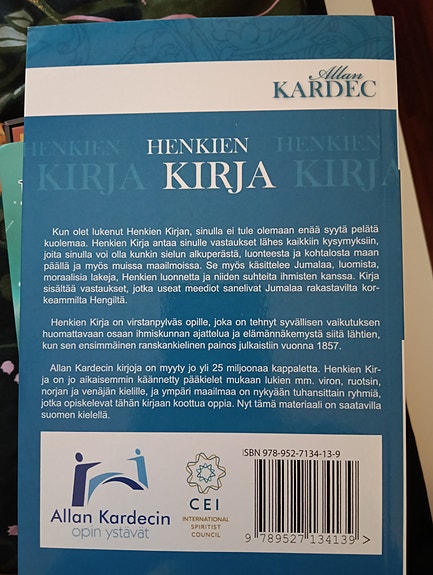 Allan
KARDEC
HENKIEN HENKIEN HENKIEN
KIRJA KIRJA KIRJA
Kun olet lukenut Henkien Kirjan, sinulla ei tule olemaan enää syytä pelätä
kuolemaa. Henkien Kirja antaa sinulle vastaukset lähes kaikkiin kysymyksiin,
joita sinulla voi olla kunkin sielun alkuperästä, luonteesta ja kohtalosta maan
päällä ja myös muissa maailmoissa. Se myös käsittelee Jumalaa, luomista,
moraalisia lakeja, Henkien luonnetta ja niiden suhteita ihmisten kanssa. Kirja
sisältää vastaukset, jotka useat meediot sanelivat Jumalaa rakastavilta kor-
keammilta Hengiltä.
Henkien Kirja on virstanpylväs opille, joka on tehnyt syvällisen vaikutuksen
huomattavaan osaan ihmiskunnan ajattelua ja elämännäkemystä siitä lähtien,
kun sen ensimmäinen ranskankielinen painos julkaistiin vuonna 1857.
Allan Kardecin kirjoja on myyty jo yli 25 miljoonaa kappaletta. Henkien Kir-
ja on jo aikaisemmin käännetty pääkielet mukaan lukien mm. viron, ruotsin,
norjan ja venäjän kielille, ja ympäri maailmaa on nykyään tuhansittain ryhmiä,
jotka opiskelevat tähän kirjaan koottua oppia. Nyt tämä materiaali on saatavilla
suomen kielellä.
Allan Kardecin
opin ystävät
CEI
INTERNATIONAL
SPIRITIST
COUNCIL
ISBN 978-952-7134-13-9
9 789527 134139 >